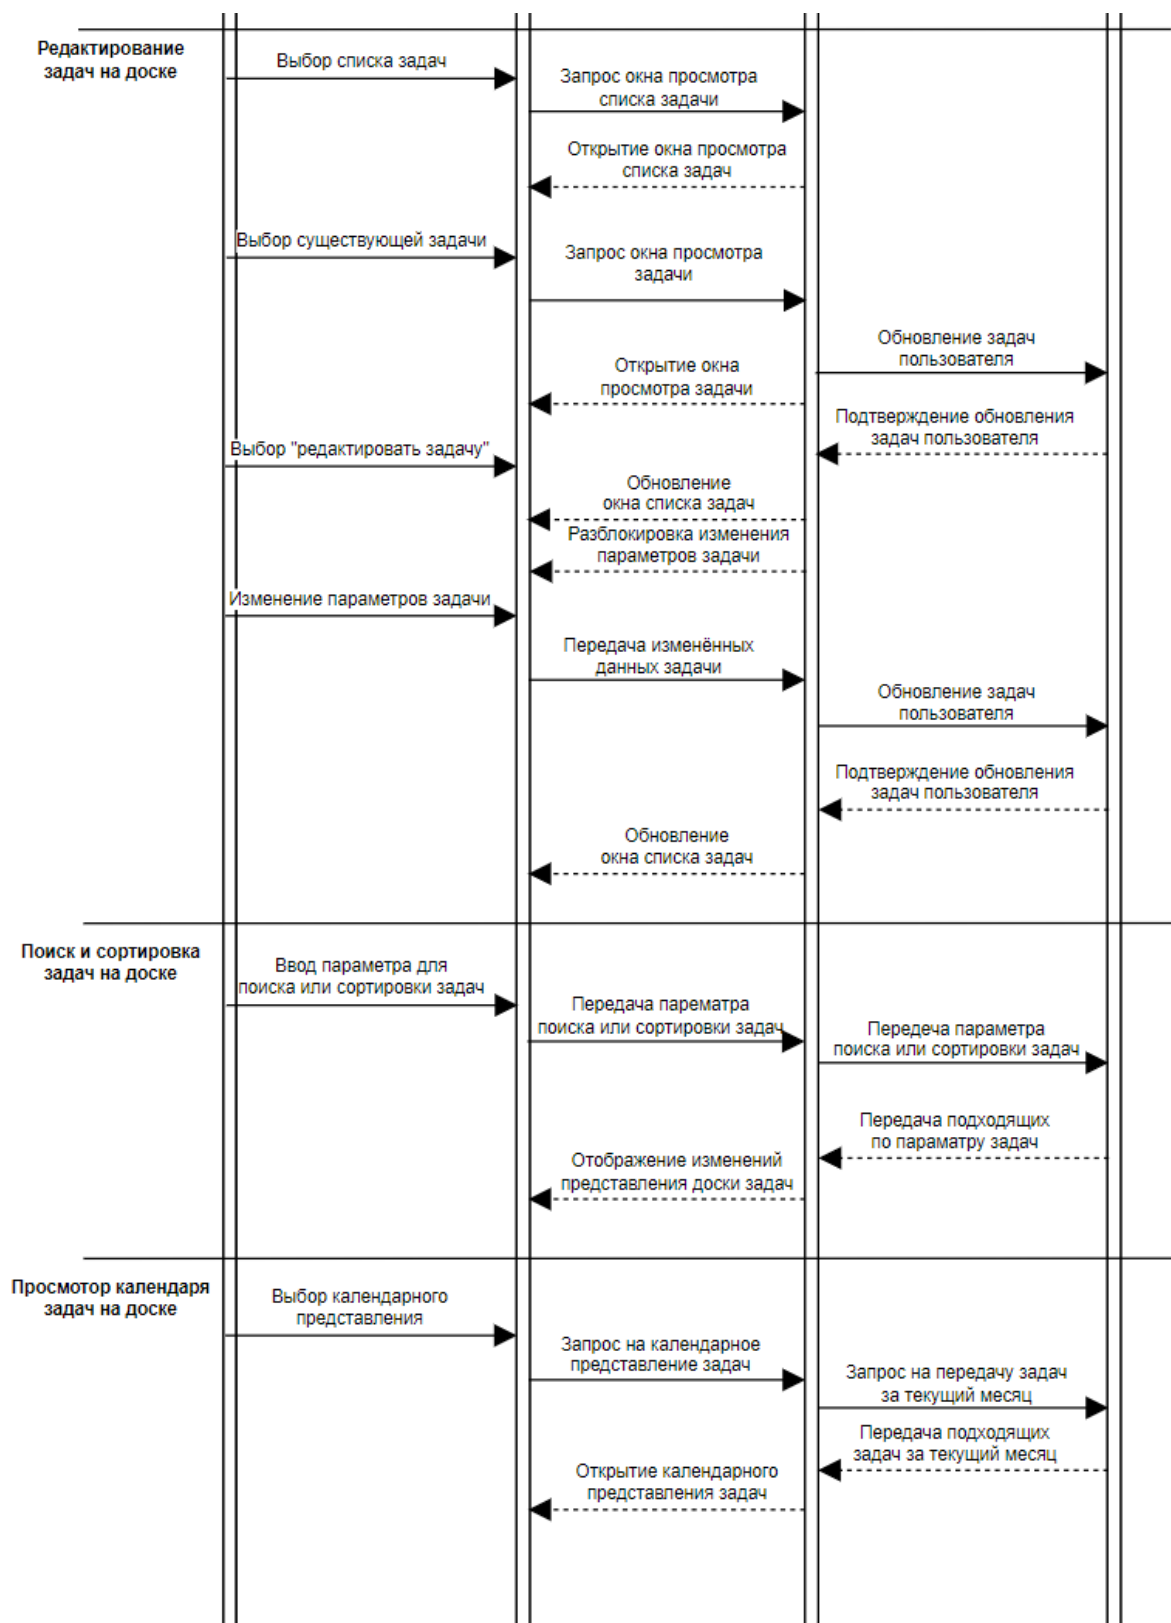 Редактирование
задач на доске
Выбор списка задач
Запрос окна просмотра
списка задачи
Открытие окна просмотра
списка задач
Выбор существующей задачи
Запрос окна просмотра
задачи
Обновление задач
пользователя
Открытие окна
просмотра задачи
Подтверждение обновления
задач пользователя
Выбор "редактировать задачу"
Обновление
окна списка задач
Разблокировка изменения
параметров задачи
Изменение параметров задачи
Передача изменённых
данных задачи
Обновление задач
пользователя
Подтверждение обновления
задач пользователя
Обновление
окна списка задач
Поиск и сортировка
задач на доске
Ввод параметра для
поиска или сортировки задач
Передача парематра
поиска или сортировки задач
Передеча параметра
поиска или сортировки задач
Передача подходящих
по параматру задач
Отображение изменений
представления доски задач
Просмотор календаря
задач на доске
Выбор календарного
представления
Запрос на календарное
представление задач
Запрос на передачу задач
за текущий месяц
Передача подходящих
задач за текущий месяц
Открытие календарного
представления задач